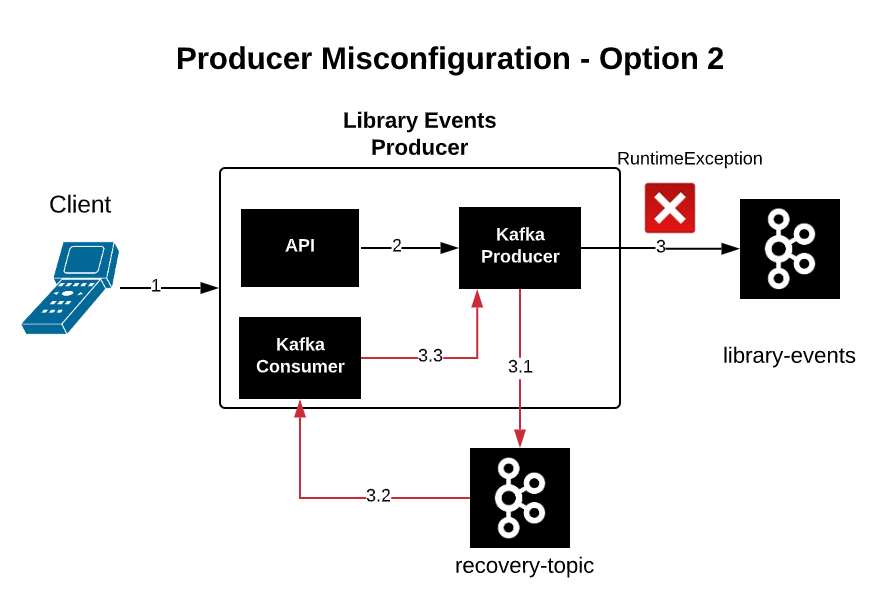 Producer Misconfiguration - Option 2
Library Events
Producer
RuntimeException
Client
API
2
Kafka
Producer
3
1
Kafka
Consumer
3.3
3.1
library-events
3.2
recovery-topic